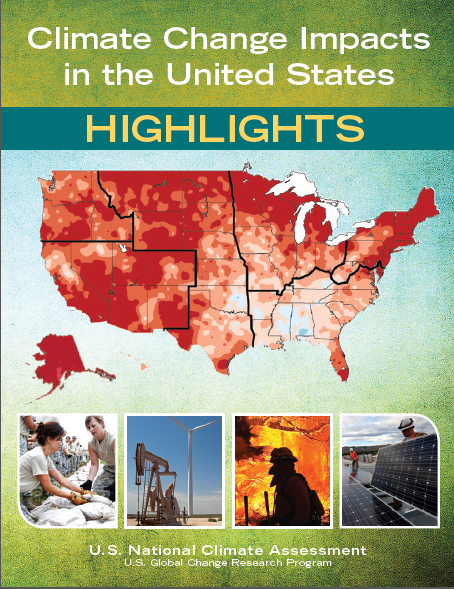 Climate Change Impacts
in the United States
HIGHLIGHTS
U.S. National Climate Assessment
U.S. Global Change Research Program